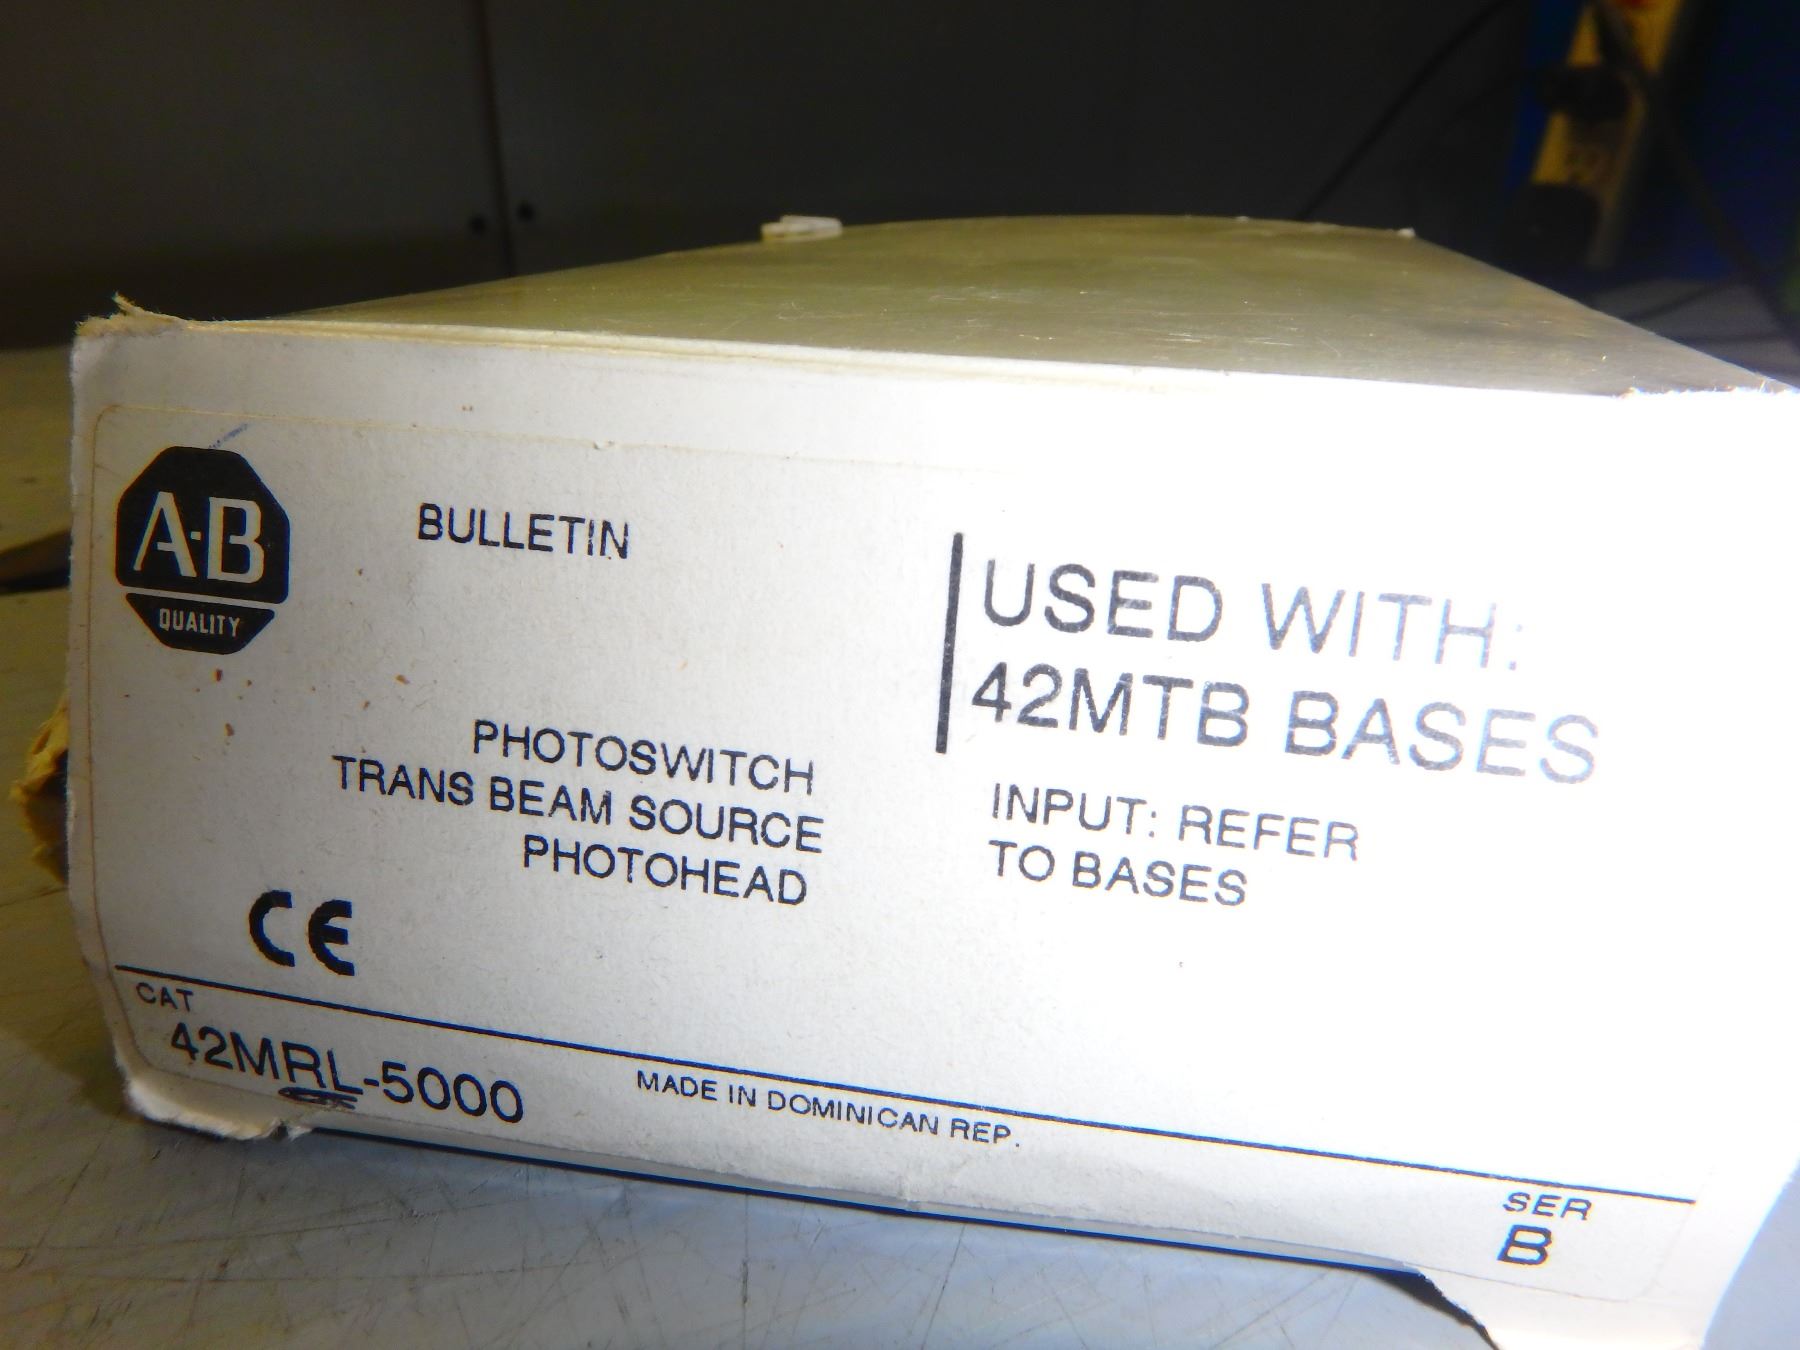 A-B
QUALITY
BULLETIN
PHOTOSWITCH
TRANS BEAM SOURCE
PHOTOHEAD
USED WITH:
42MTB BASES
INPUT: REFER
TO BASES
CE
CAT
42MRL-5000
MADE IN DOMINICAN REP.
SER
B